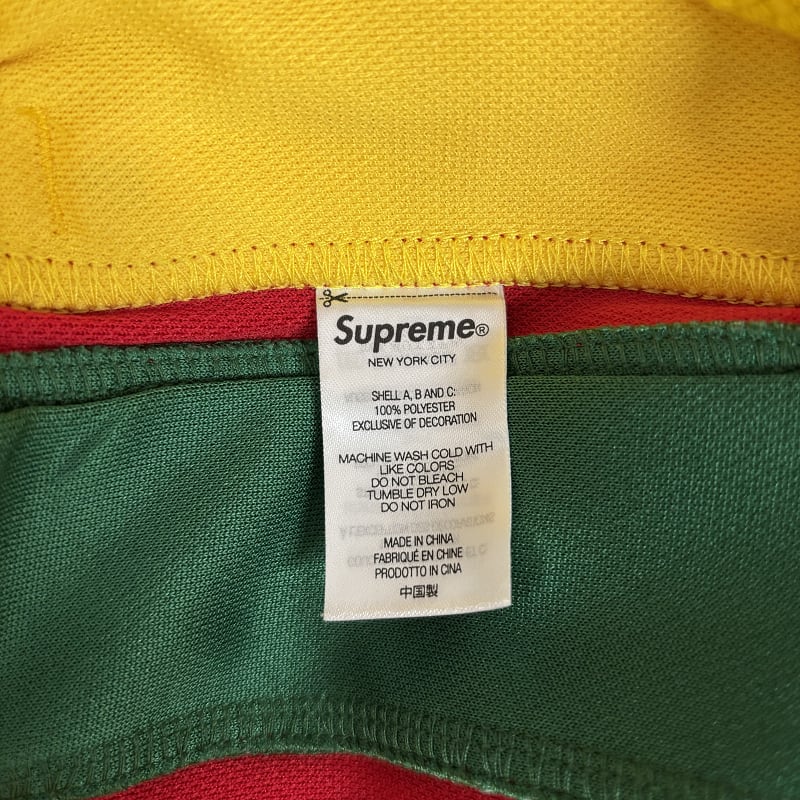 Supreme®
NEW YORK CITY
SHELL A, B AND C:
100% POLYESTER
EXCLUSIVE OF DECORATION
MACHINE WASH COLD WITH
LIKE COLORS
DO NOT BLEACH
TUMBLE DRY LOW
DO NOT IRON
MADE IN CHINA
FABRIQUÉ EN CHINE
PRODOTTO IN CINA
中国製